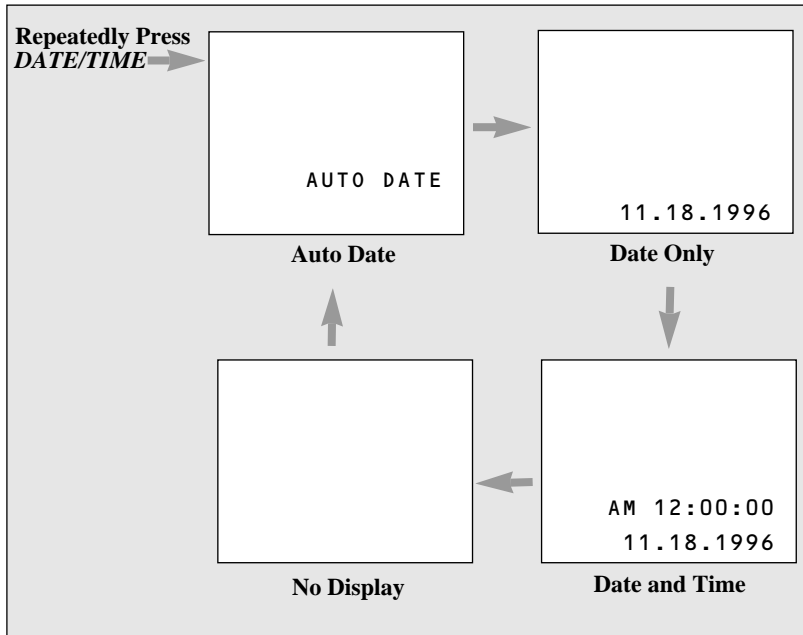 Repeatedly Press
DATE/TIME
AUTO DATE
Auto Date
11.18.1996
Date Only
AM 12:00:00
11.18.1996
Date and Time
No Display